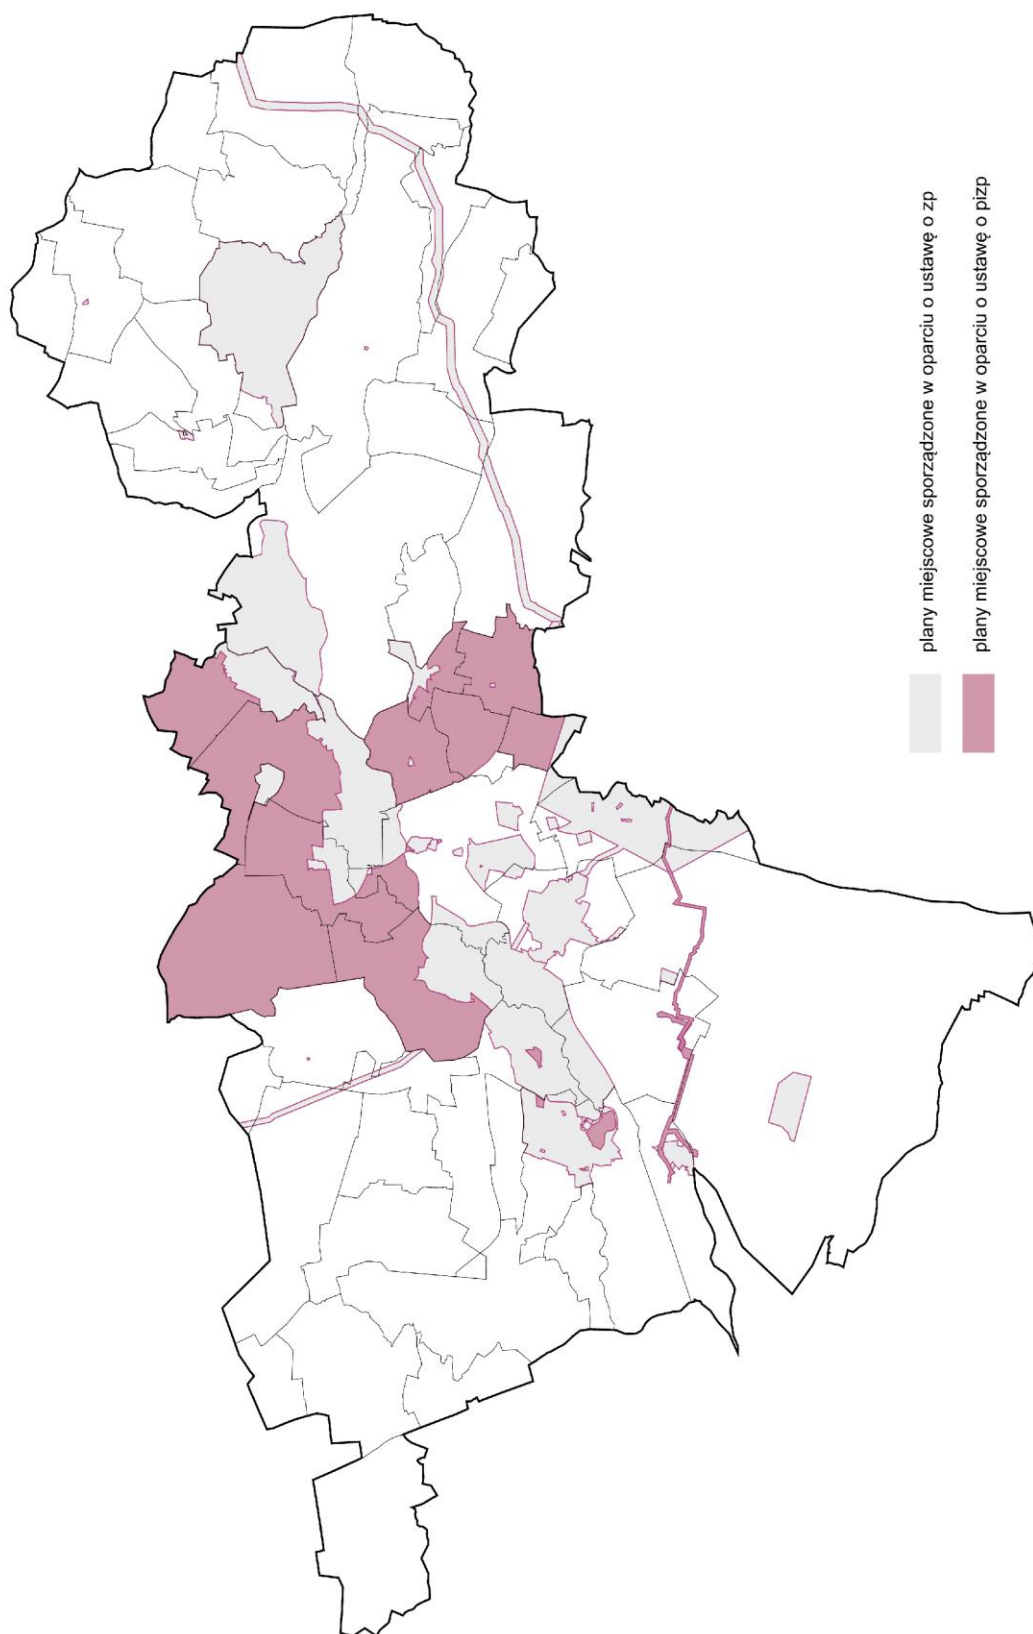 plany miejscowe sporządzone w oparciu o ustawę o zp
plany miejscowe sporządzone w oparciu o ustawę o pizp